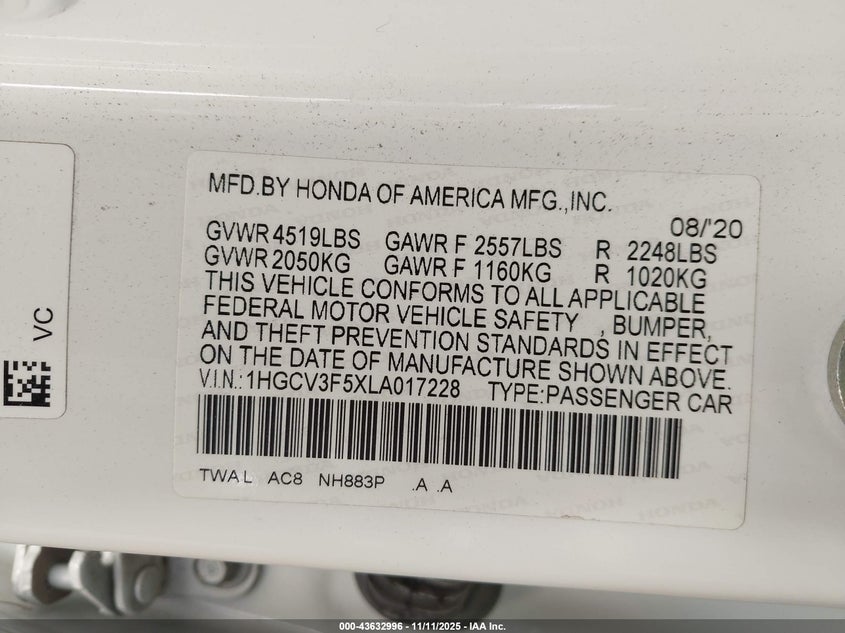 MFD.BY HONDA OF AMERICA MFG.,INC.
08/'20
GVWR 4519LBS GAWR F 2557LBS R 2248LBS
GVWR 2050KG GAWR F 1160KG R 1020KG
THIS VEHICLE CONFORMS TO ALL APPLICABLE
FEDERAL MOTOR VEHICLE SAFETY , BUMPER,
AND THEFT PREVENTION STANDARDS IN EFFECT
ON THE DATE OF MANUFACTURE SHOWN ABOVE.
V.I.N.:1HGCV3F5XLA017228 TYPE:PASSENGER CAR
TWAL AC8 NH883P .A .A
VC
000-43632996 - 11/11/2025 - IAA Inc.